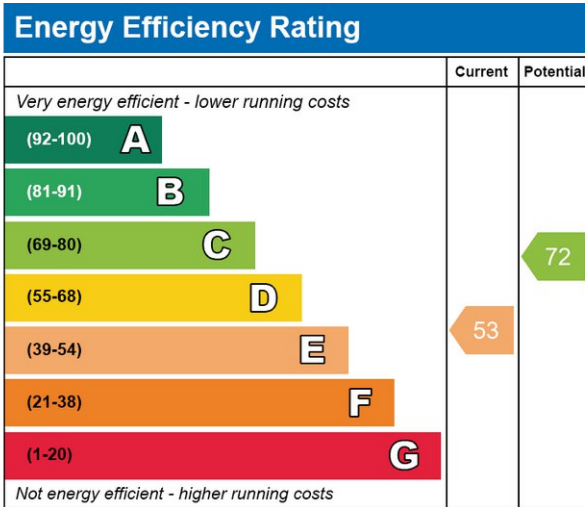 Energy Efficiency Rating
Current Potential
Very energy efficient - lower running costs
(92-100) A
(81-91) B
(69-80) C
72
(55-68) D
(39-54) E
53
(21-38) F
(1-20) G
Not energy efficient - higher running costs